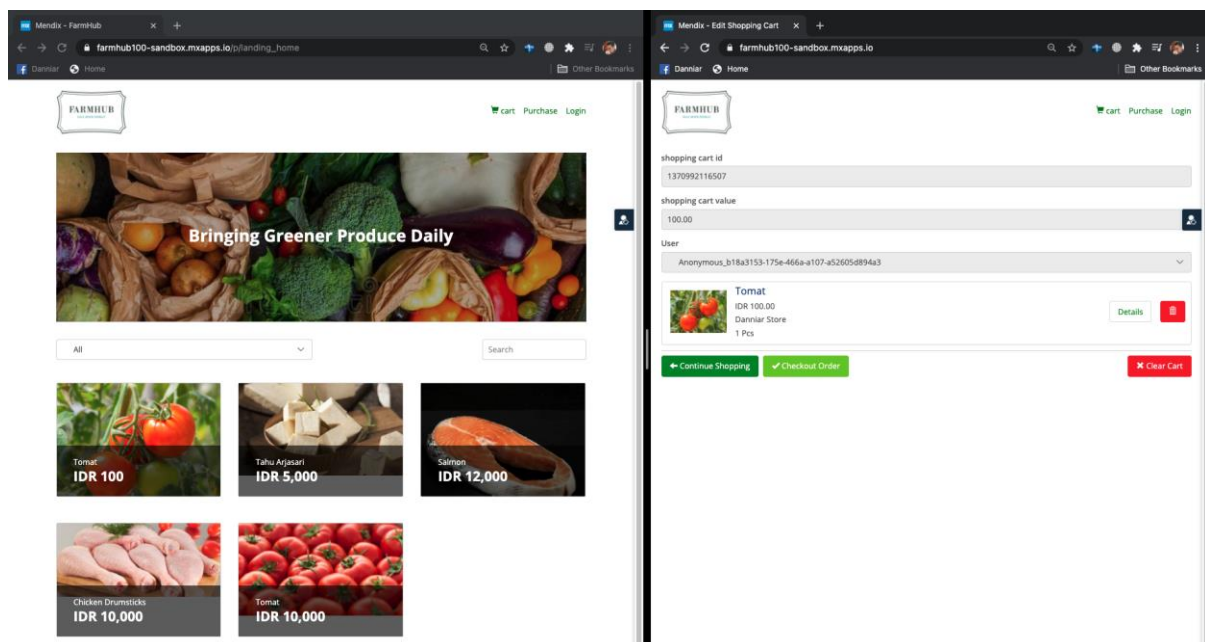 Mendix - FarmHub
farmhub100-sandbox.mxapps.io/p/landing_home
Danniar Home Other Bookmarks
FARMHUB
cart Purchase Login
Bringing Greener Produce Daily
All
Search
Tomat
IDR 100
Tahu Arjasari
IDR 5,000
Salmon
IDR 12,000
Chicken Drumsticks
IDR 10,000
Tomat
IDR 10,000
Mendix - Edit Shopping Cart
farmhub100-sandbox.mxapps.io
Danniar Home Other Bookmarks
FARMHUB
cart Purchase Login
shopping cart id
1370992116507
shopping cart value
100.00
User
Anonymous_b18a3153-175e-466a-a107-a52605d894a3
Tomat
IDR 100.00
Danniar Store
1 Pcs
Details
Continue Shopping
Checkout Order
Clear Cart